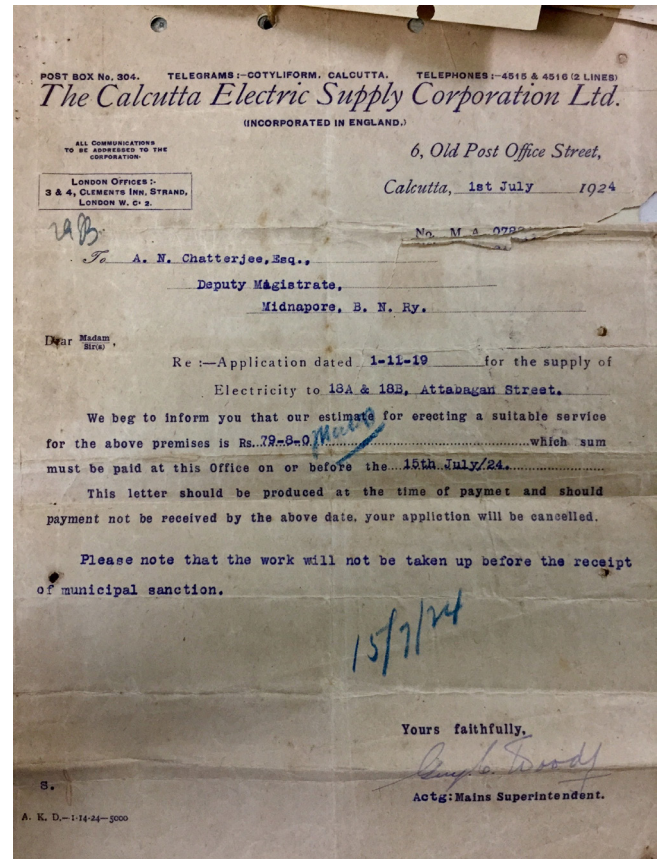 POST BOX No. 304. TELEGRAMS:-COTYLIFORM, CALCUTTA. TELEPHONES:-4515 & 4516 (2 LINES)
The Calcutta Electric Supply Corporation Ltd.
(INCORPORATED IN ENGLAND.)
ALL COMMUNICATIONS
TO BE ADDRESSED TO THE
CORPORATION.
6, Old Post Office Street,
LONDON OFFICES:-
3 & 4, CLEMENTS INN, STRAND,
LONDON W. C. 2.
Calcutta, 1st July 1924
No. M A
To A. N. Chatterjee, Esq.,
Deputy Magistrate,
Midnapore, B. N. Ry.
Dear Madam
Sir(s),
Re:—Application dated 1-11-19 for the supply of
Electricity to 18A & 18B, Attabagan Street.
We beg to inform you that our estimate for erecting a suitable service
for the above premises is Rs. 79-8-0 which sum
must be paid at this Office on or before the 15th July/24.
This letter should be produced at the time of paymet and should
payment not be received by the above date, your appliction will be cancelled.
Please note that the work will not be taken up before the receipt
of municipal sanction.
15/7/24
Yours faithfully,
Actg: Mains Superintendent.
S.
A. K. D.—1-14-24—5000